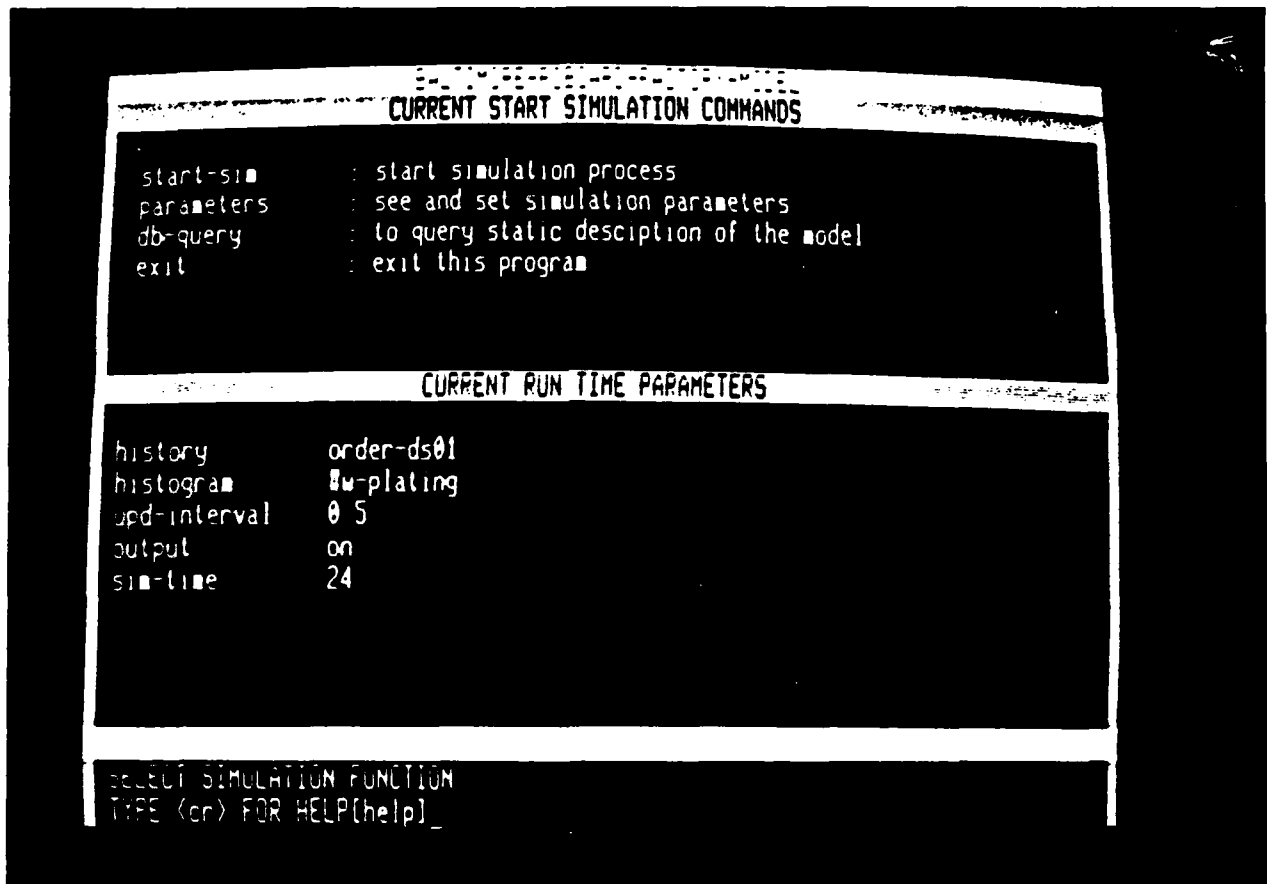 CURRENT START SIMULATION COMMANDS
start-sim : start simulation process
parameters : see and set simulation parameters
db-query : to query static desciption of the model
exit : exit this program
CURRENT RUN TIME PARAMETERS
history order-ds01
histogram #w-plating
upd-interval 0 5
output on
sim-time 24
SELECT SIMULATION FUNCTION
TYPE <cr> FOR HELP[help]_